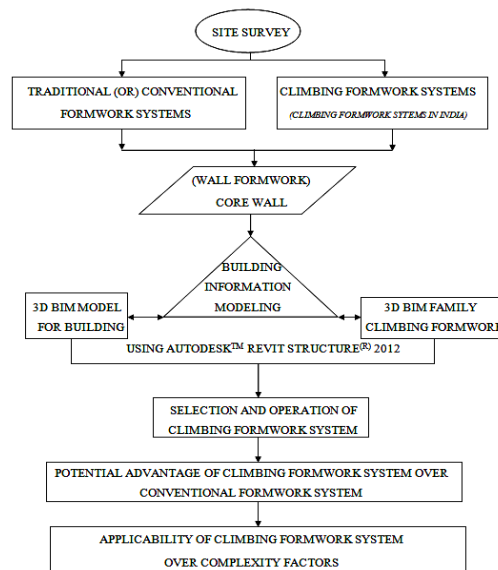 SITE SURVEY
TRADITIONAL (OR) CONVENTIONAL
FORMWORK SYSTEMS
CLIMBING FORMWORK SYSTEMS
(CLIMBING FORMWORK SYTEMS IN INDIA)
(WALL FORMWORK)
CORE WALL
BUILDING
INFORMATION
MODELING
3D BIM MODEL
FOR BUILDING
3D BIM FAMILY
CLIMBING FORMWORK
USING AUTODESK™ REVIT STRUCTURE(R) 2012
SELECTION AND OPERATION OF
CLIMBING FORMWORK SYSTEM
POTENTIAL ADVANTAGE OF CLIMBING FORMWORK SYSTEM OVER
CONVENTIONAL FORMWORK SYSTEM
APPLICABILITY OF CLIMBING FORMWORK SYSTEM
OVER COMPLEXITY FACTORS